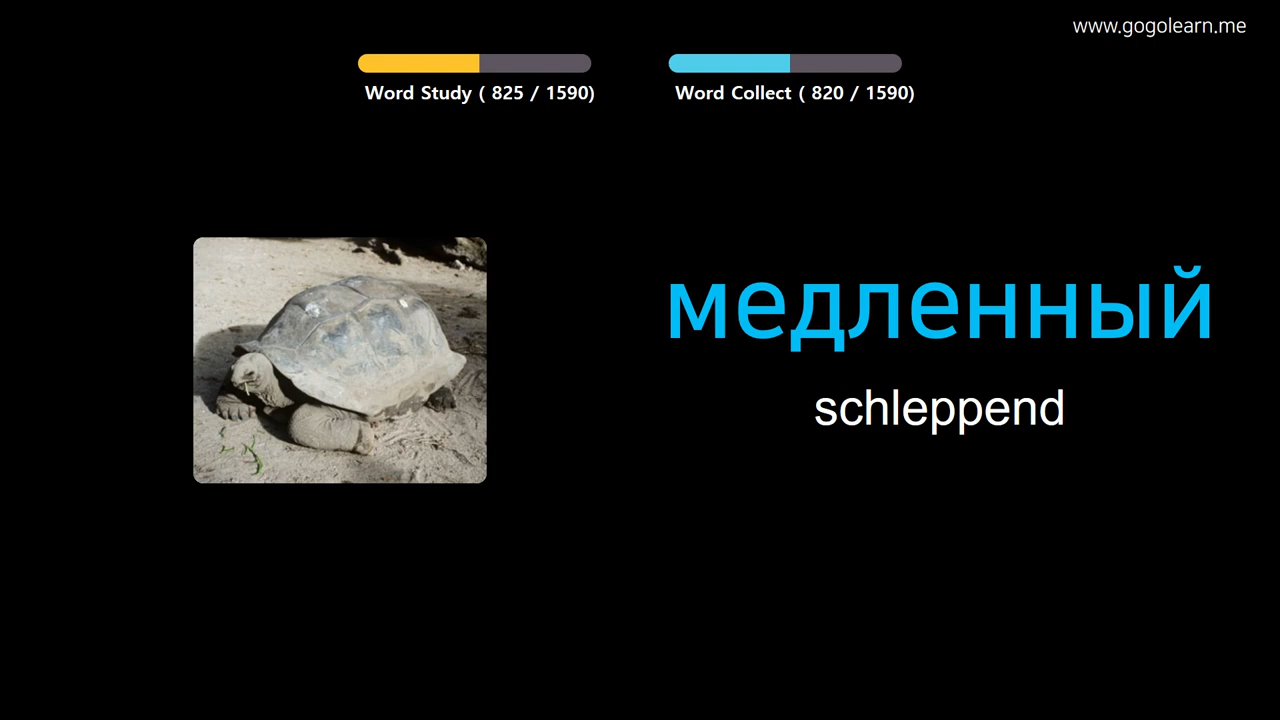 www.gogolearn.me
Word Study ( 825 / 1590)
Word Collect ( 820 / 1590)
медленный
schleppend